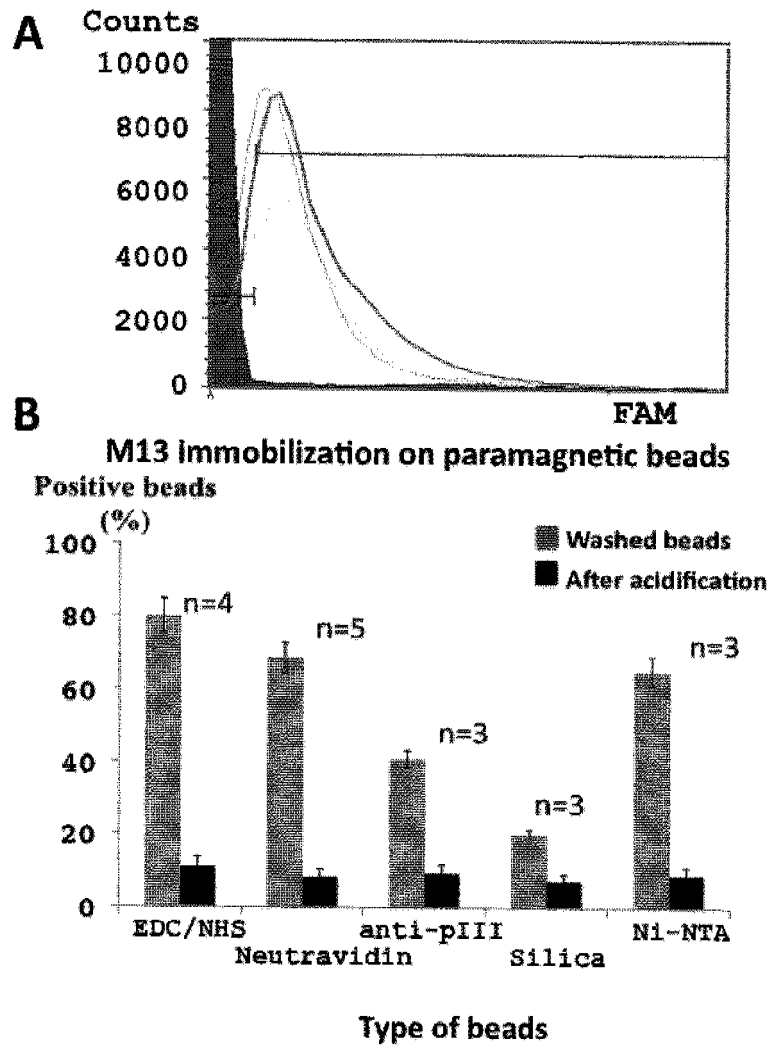 A
Counts
10000
8000
6000
4000
2000
0
FAM
B
M13 Immobilization on paramagnetic beads
Positive beads
(%)
100
80
60
40
20
0
Washed beads
After acidification
n=4
n=5
n=3
n=3
n=3
EDC/NHS
Neutravidin
anti-pIII
Silica
Ni-NTA
Type of beads